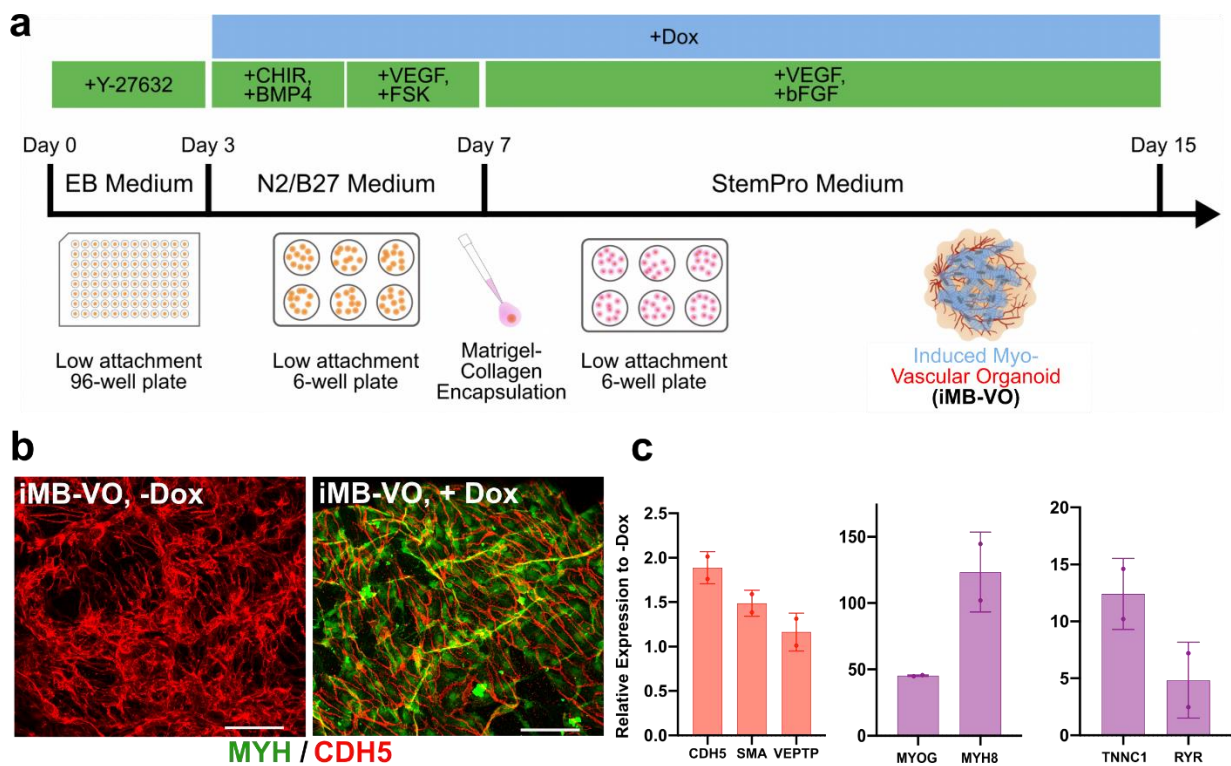 a
+Dox
+Y-27632
+CHIR,
+BMP4
+VEGF,
+FSK
+VEGF,
+bFGF
Day 0
Day 3
Day 7
Day 15
EB Medium
N2/B27 Medium
StemPro Medium
Low attachment
96-well plate
Low attachment
6-well plate
Matrigel-
Collagen
Encapsulation
Low attachment
6-well plate
Induced Myo-
Vascular Organoid
(iMB-VO)
b
iMB-VO, -Dox
iMB-VO, + Dox
MYH / CDH5
c
Relative Expression to -Dox
2.5
2.0
1.5
1.0
0.5
0.0
CDH5 SMA VEPTP
150
100
50
0
MYOG MYH8
20
15
10
5
0
TNNC1 RYR